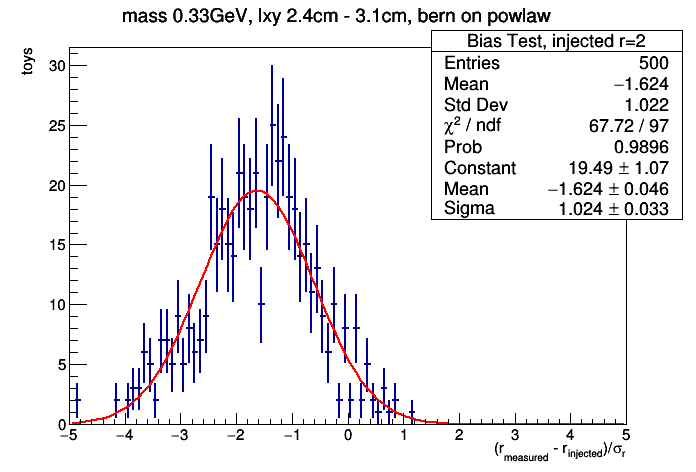 mass 0.33GeV, lxy 2.4cm - 3.1cm, bern on powlaw
Bias Test, injected r=2
Entries 500
Mean −1.624
Std Dev 1.022
χ² / ndf 67.72 / 97
Prob 0.9896
Constant 19.49 ± 1.07
Mean −1.624 ± 0.046
Sigma 1.024 ± 0.033
toys
30
25
20
15
10
5
0
−5 −4 −3 −2 −1 0 1 2 3 4 5
(r_measured - r_injected)/σ_r